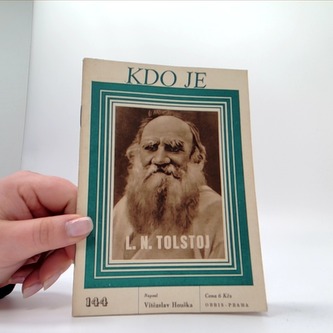 KDO JE
L. N. TOLSTOJ
144
Napsal
Vítězslav Houška
Cena 6 Kčs
ORBIS-PRAHA